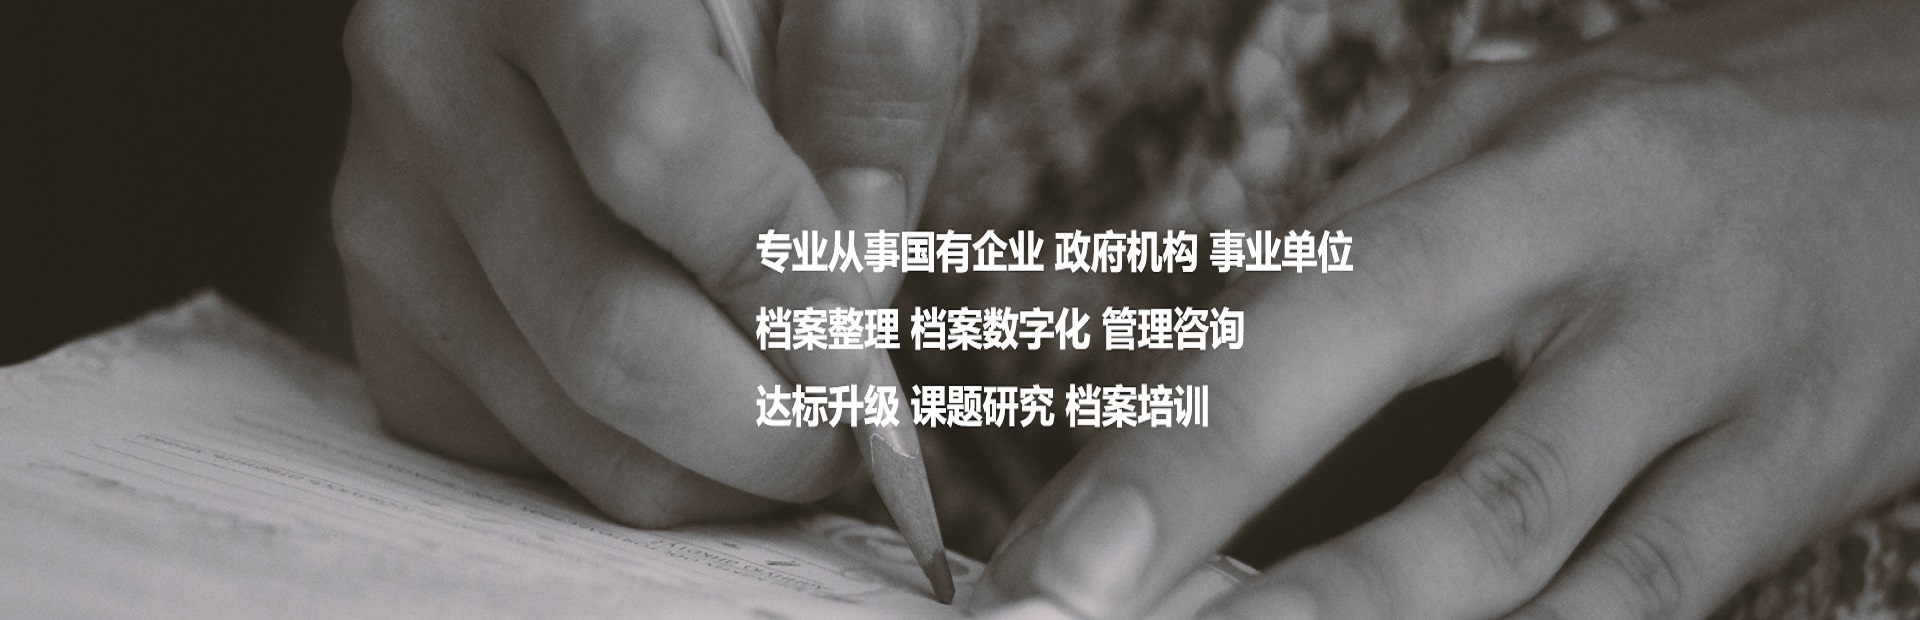 专业从事国有企业 政府机构 事业单位
档案整理 档案数字化 管理咨询
达标升级 课题研究 档案培训